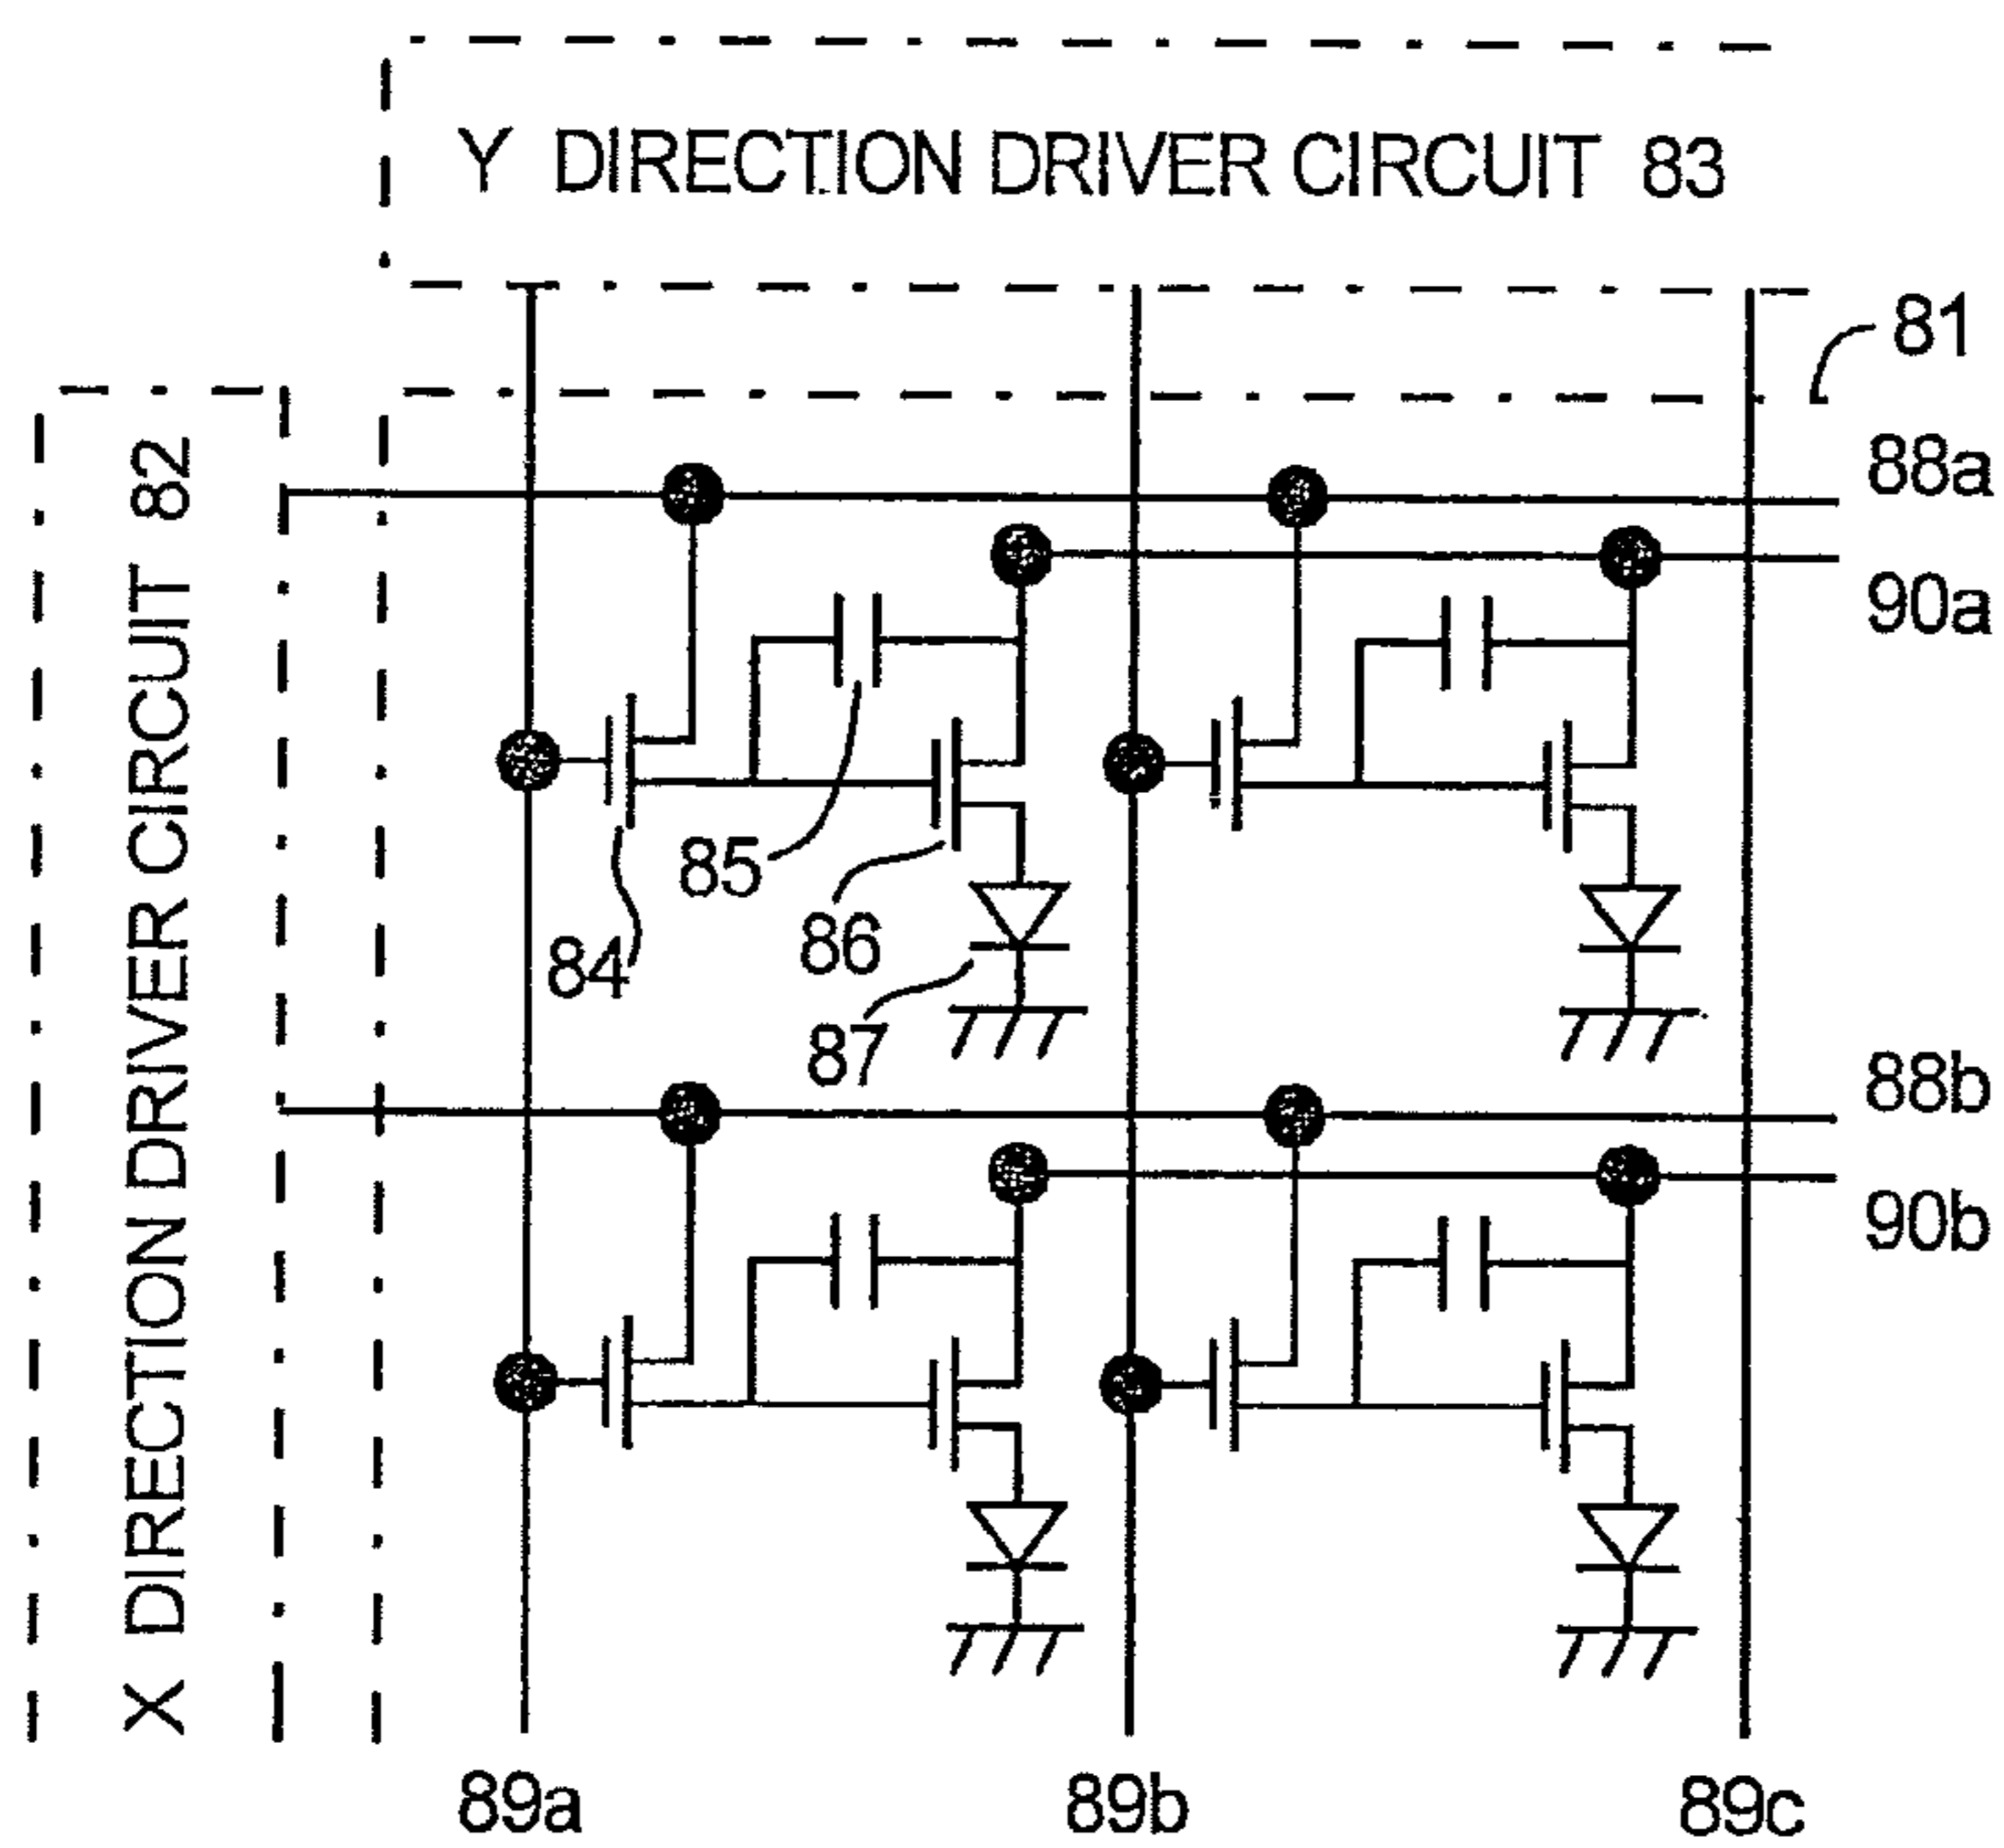 Y DIRECTION DRIVER CIRCUIT 83
81
X DIRECTION DRIVER CIRCUIT 82
88a
90a
85
84
86
87
88b
90b
89a
89b
89c